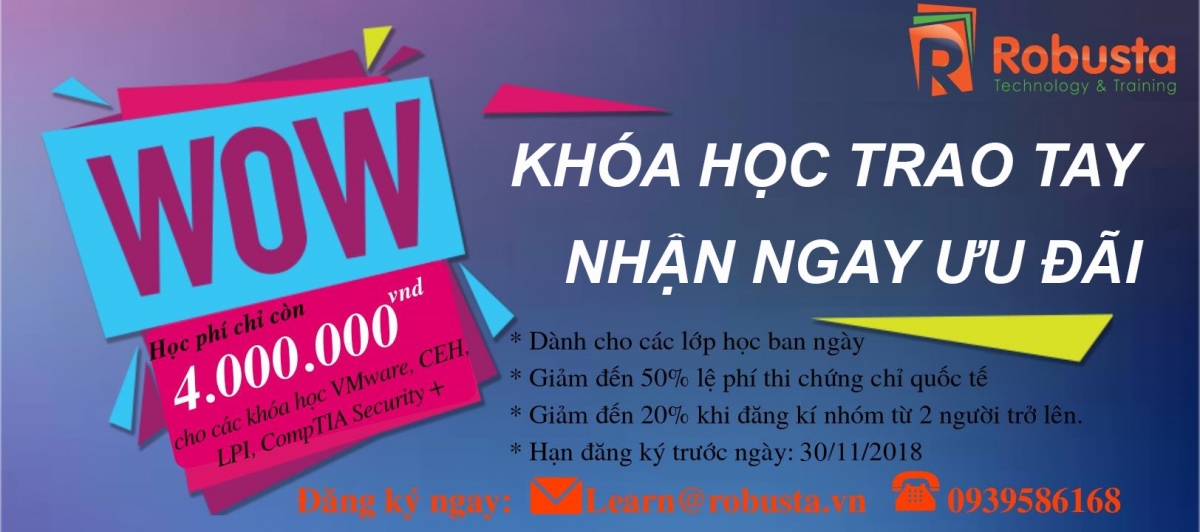 Robusta
Technology & Training
WOW
Học phí chỉ còn
4.000.000 vnd
cho các khóa học VMware, CEH,
LPI, CompTIA Security +
KHÓA HỌC TRAO TAY
NHẬN NGAY ƯU ĐÃI
* Dành cho các lớp học ban ngày
* Giảm đến 50% lệ phí thi chứng chỉ quốc tế
* Giảm đến 20% khi đăng kí nhóm từ 2 người trở lên.
* Hạn đăng ký trước ngày: 30/11/2018
Đăng ký ngay: Learn@robusta.vn 0939586168